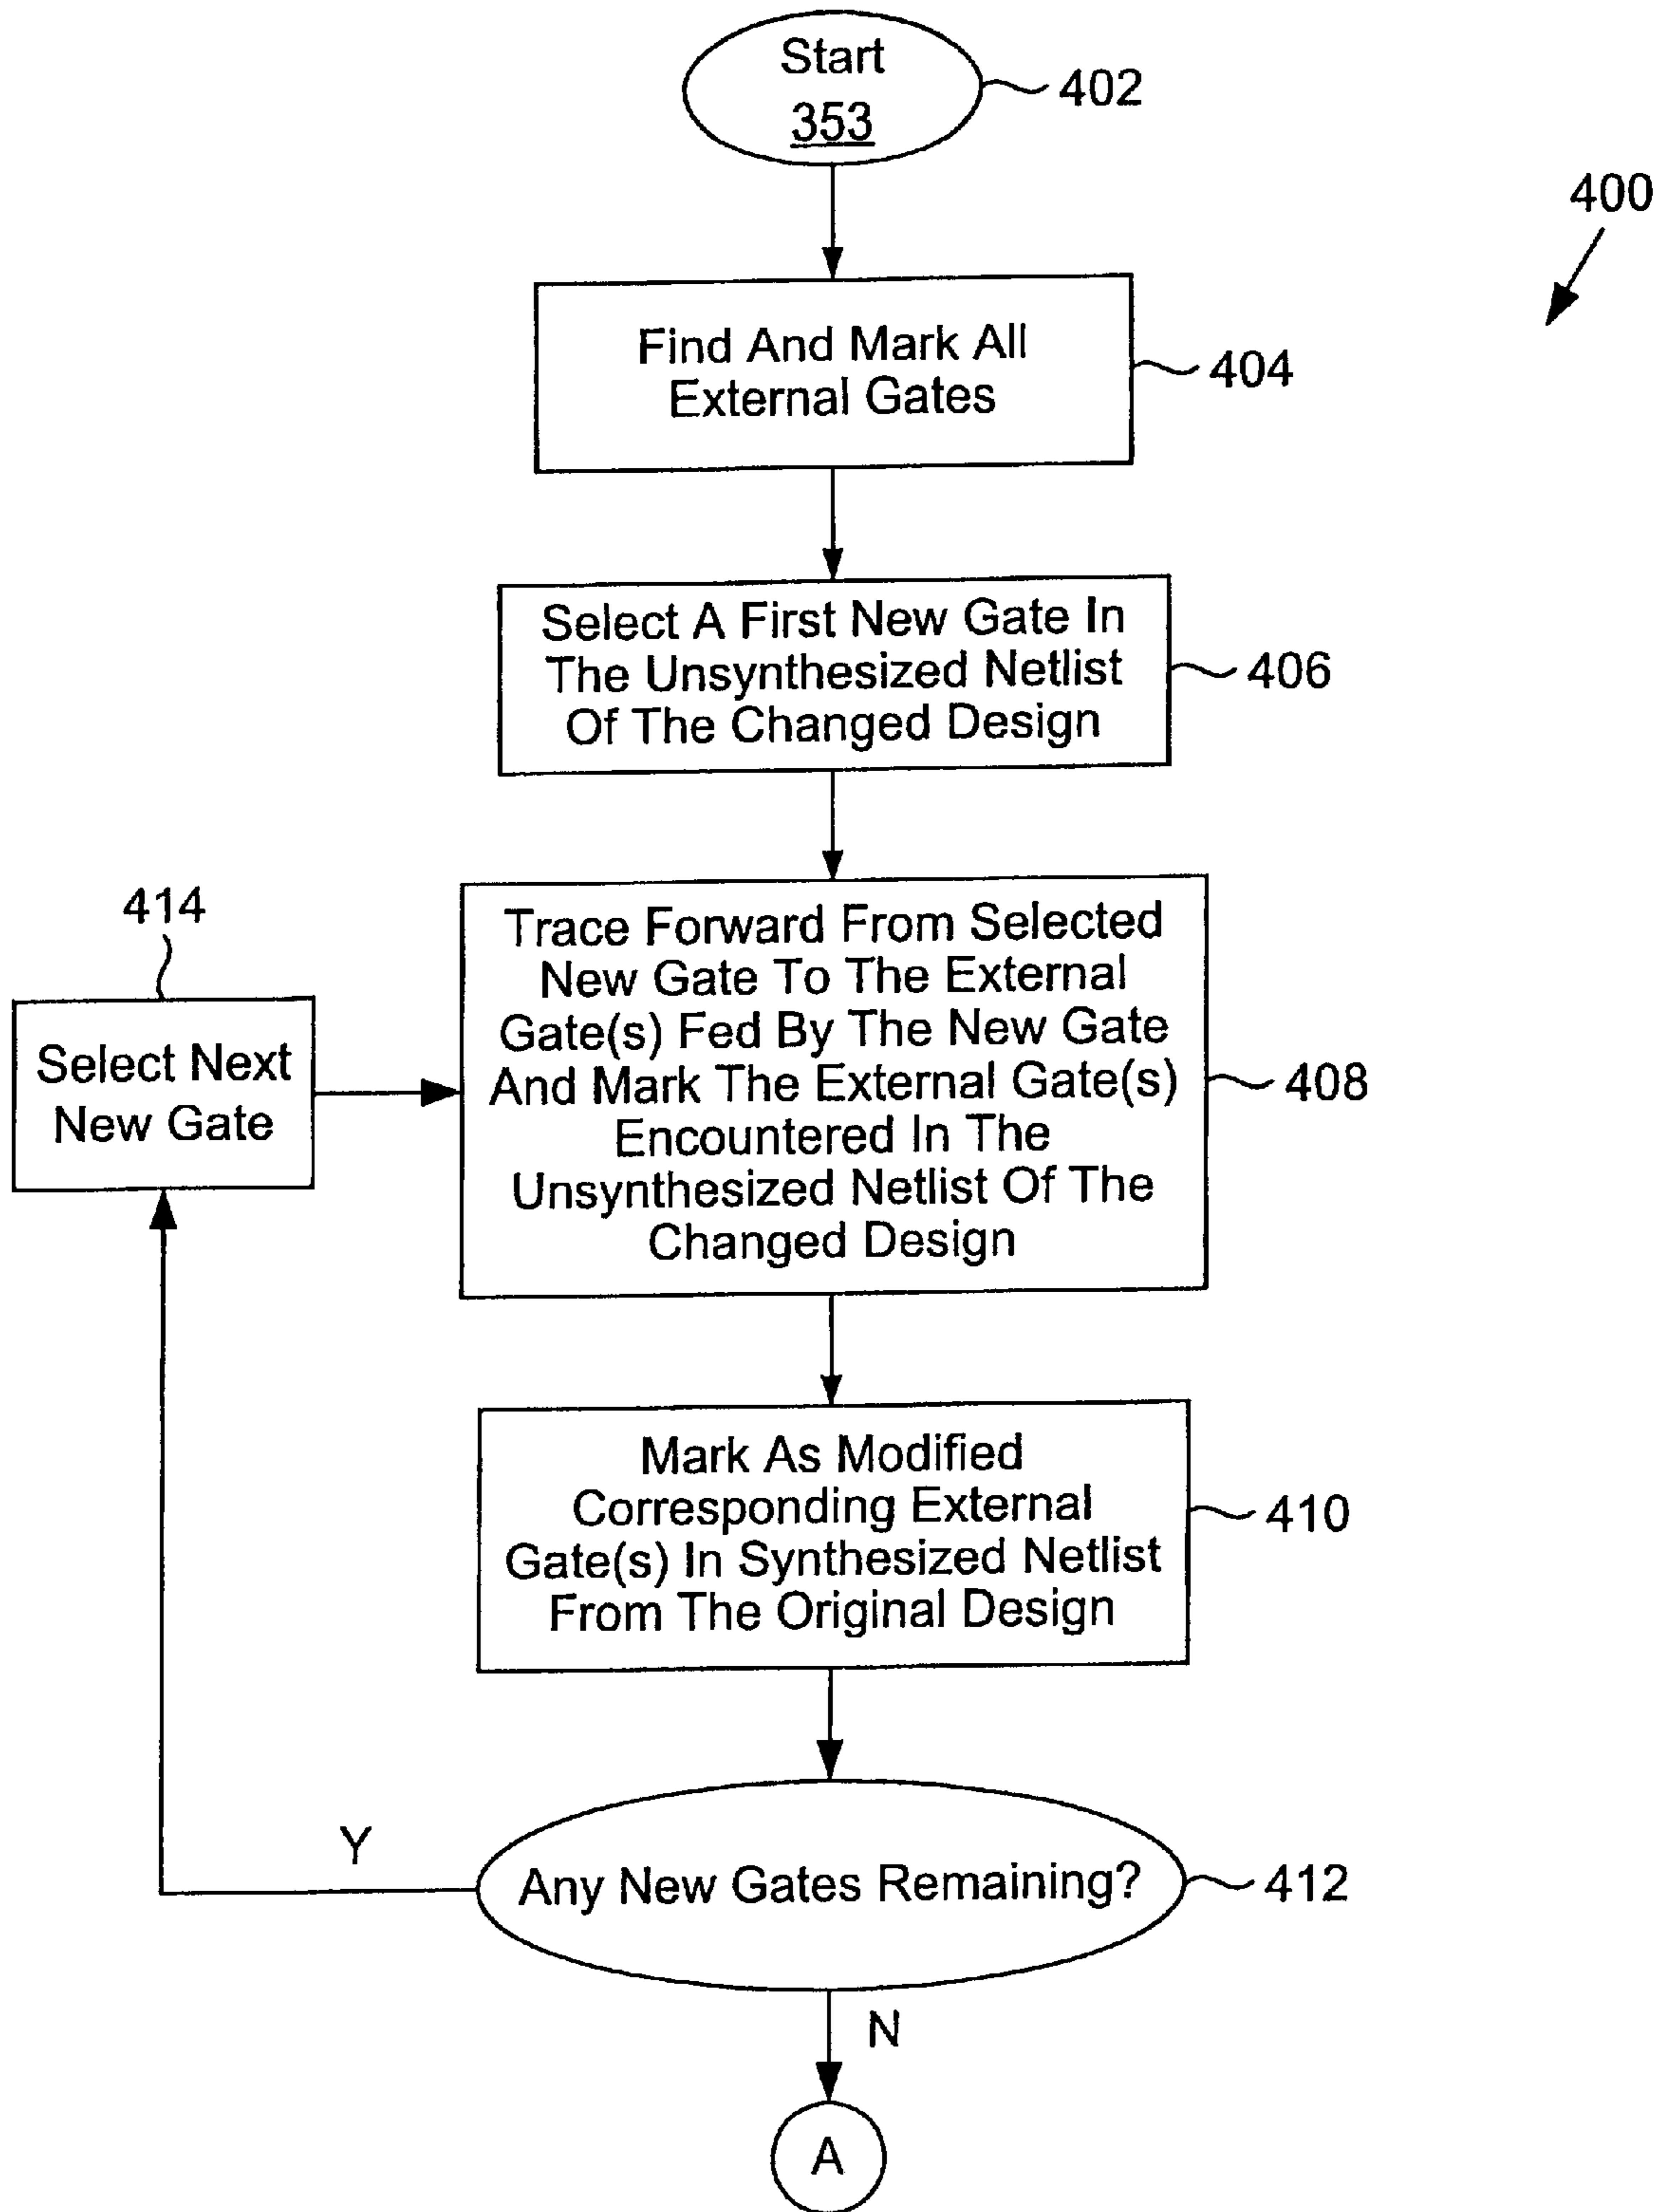 Start
353
402
400
Find And Mark All
External Gates
404
Select A First New Gate In
The Unsynthesized Netlist
Of The Changed Design
406
414
Select Next
New Gate
Trace Forward From Selected
New Gate To The External
Gate(s) Fed By The New Gate
And Mark The External Gate(s)
Encountered In The
Unsynthesized Netlist Of The
Changed Design
408
Mark As Modified
Corresponding External
Gate(s) In Synthesized Netlist
From The Original Design
410
Y
Any New Gates Remaining?
412
N
A